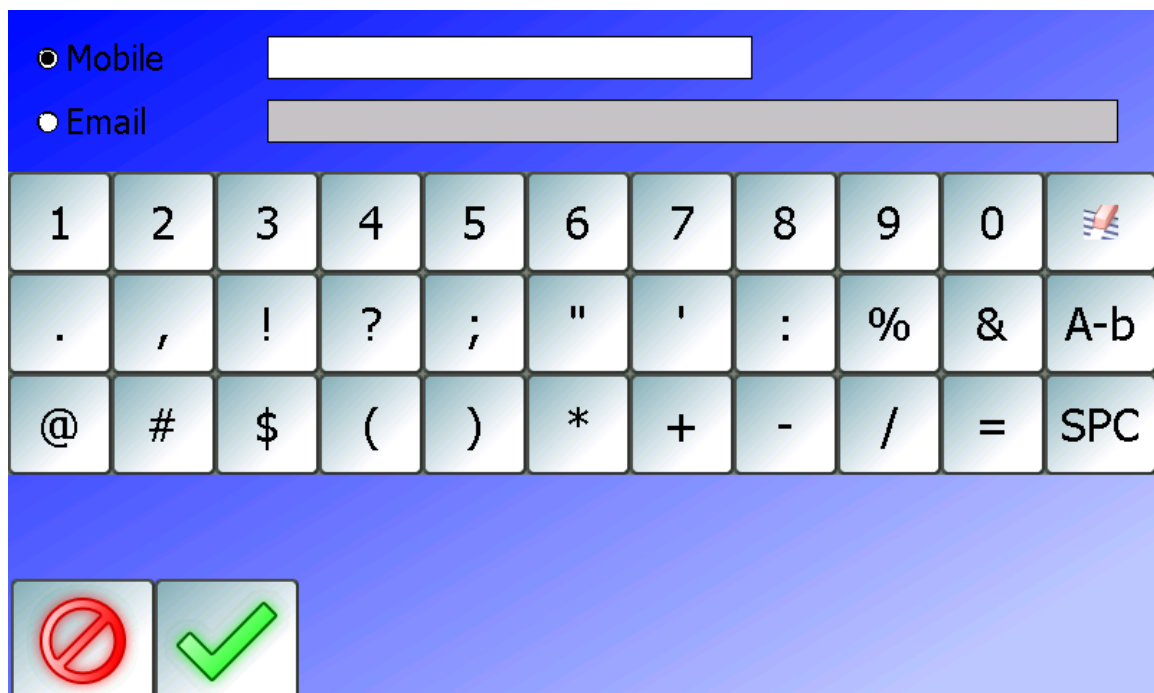 Mobile
Email
1 2 3 4 5 6 7 8 9 0
. , ! ? ; " ' : % & A-b
@ # $ ( ) * + - / = SPC